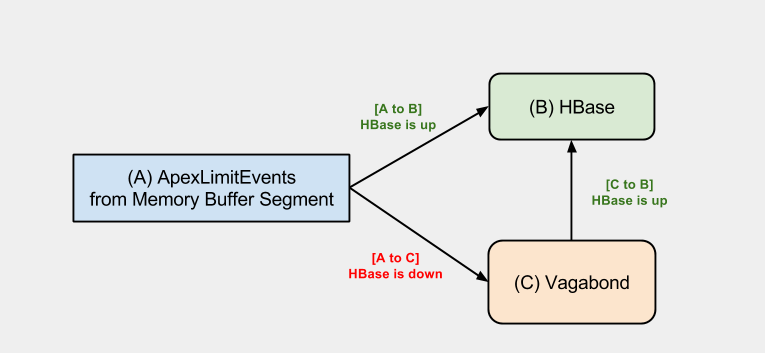 [A to B]
HBase is up
(B) HBase
(A) ApexLimitEvents
from Memory Buffer Segment
[C to B]
HBase is up
[A to C]
HBase is down
(C) Vagabond